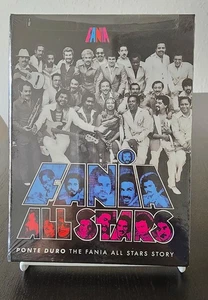 FANIA
FANIA
ALL STARS
PONTE DURO THE FANIA ALL STARS STORY